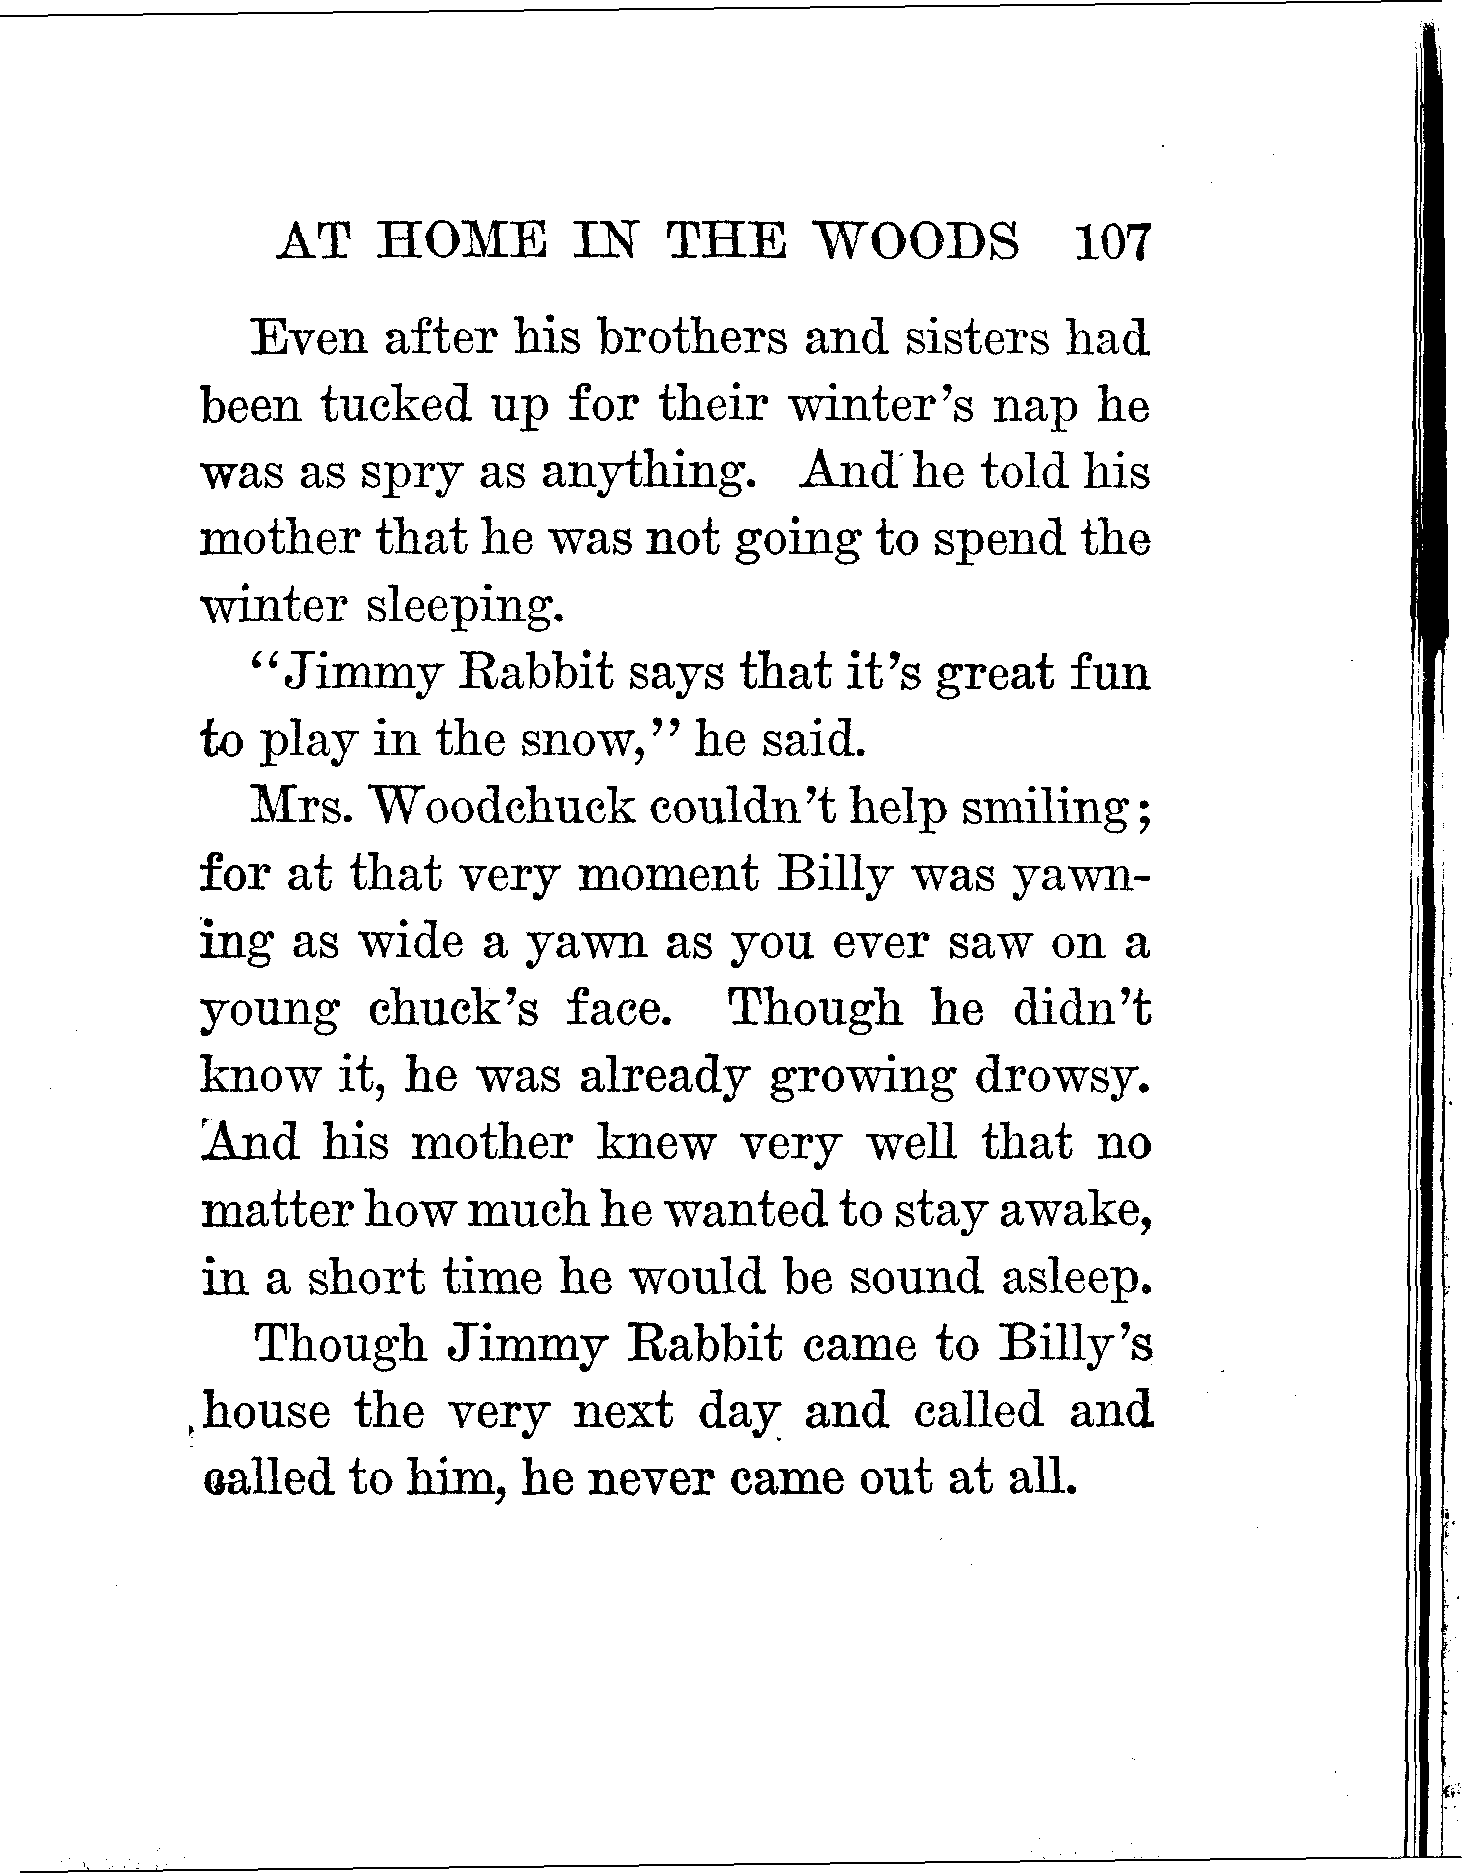 AT HOME IN THE WOODS 107
Even after his brothers and sisters had
been tucked up for their winter's nap he
was as spry as anything. And he told his
mother that he was not going to spend the
winter sleeping.
"Jimmy Rabbit says that it's great fun
to play in the snow," he said.
Mrs. Woodchuck couldn't help smiling;
for at that very moment Billy was yawn-
ing as wide a yawn as you ever saw on a
young chuck's face. Though he didn't
know it, he was already growing drowsy.
And his mother knew very well that no
matter how much he wanted to stay awake,
in a short time he would be sound asleep.
Though Jimmy Rabbit came to Billy's
house the very next day and called and
called to him, he never came out at all.